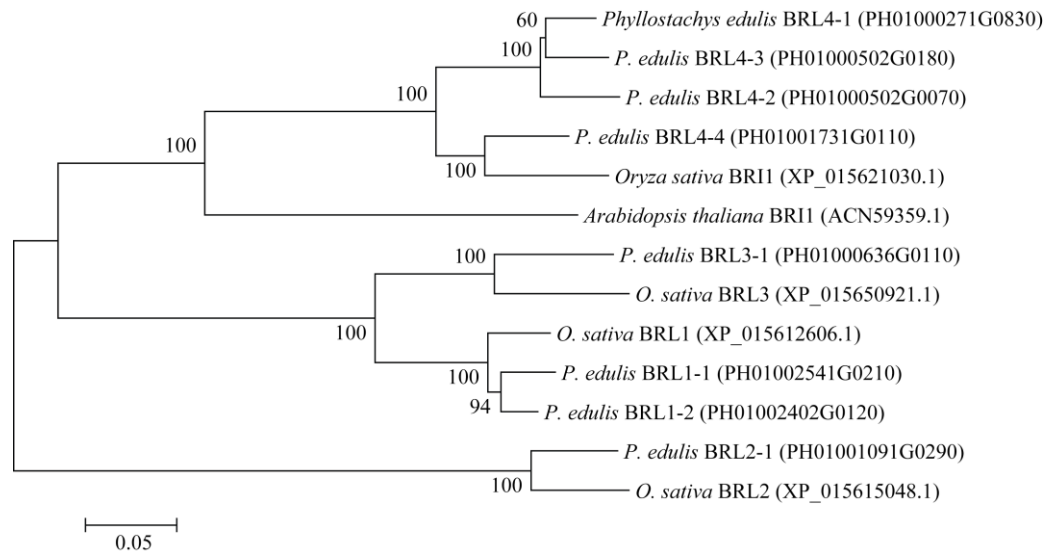 60
Phyllostachys edulis BRL4-1 (PH01000271G0830)
100
P. edulis BRL4-3 (PH01000502G0180)
100
P. edulis BRL4-2 (PH01000502G0070)
100
P. edulis BRL4-4 (PH01001731G0110)
100
Oryza sativa BRI1 (XP_015621030.1)
Arabidopsis thaliana BRI1 (ACN59359.1)
100
P. edulis BRL3-1 (PH01000636G0110)
O. sativa BRL3 (XP_015650921.1)
100
O. sativa BRL1 (XP_015612606.1)
100
P. edulis BRL1-1 (PH01002541G0210)
94
P. edulis BRL1-2 (PH01002402G0120)
P. edulis BRL2-1 (PH01001091G0290)
100
O. sativa BRL2 (XP_015615048.1)
0.05